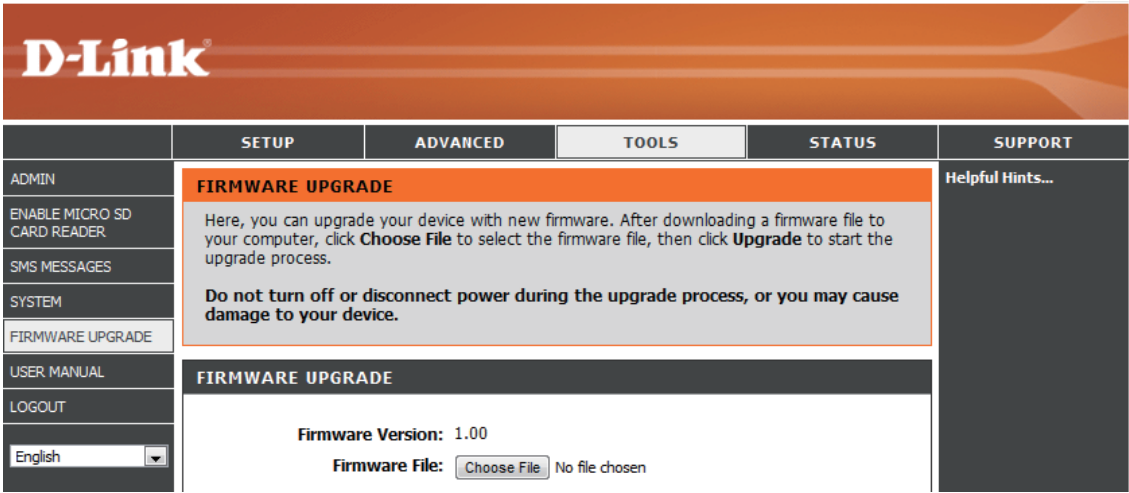 D-Link®
SETUP
ADVANCED
TOOLS
STATUS
SUPPORT
ADMIN
ENABLE MICRO SD
CARD READER
SMS MESSAGES
SYSTEM
FIRMWARE UPGRADE
USER MANUAL
LOGOUT
English
FIRMWARE UPGRADE
Here, you can upgrade your device with new firmware. After downloading a firmware file to
your computer, click Choose File to select the firmware file, then click Upgrade to start the
upgrade process.
Do not turn off or disconnect power during the upgrade process, or you may cause
damage to your device.
FIRMWARE UPGRADE
Firmware Version: 1.00
Firmware File: Choose File No file chosen
Helpful Hints...